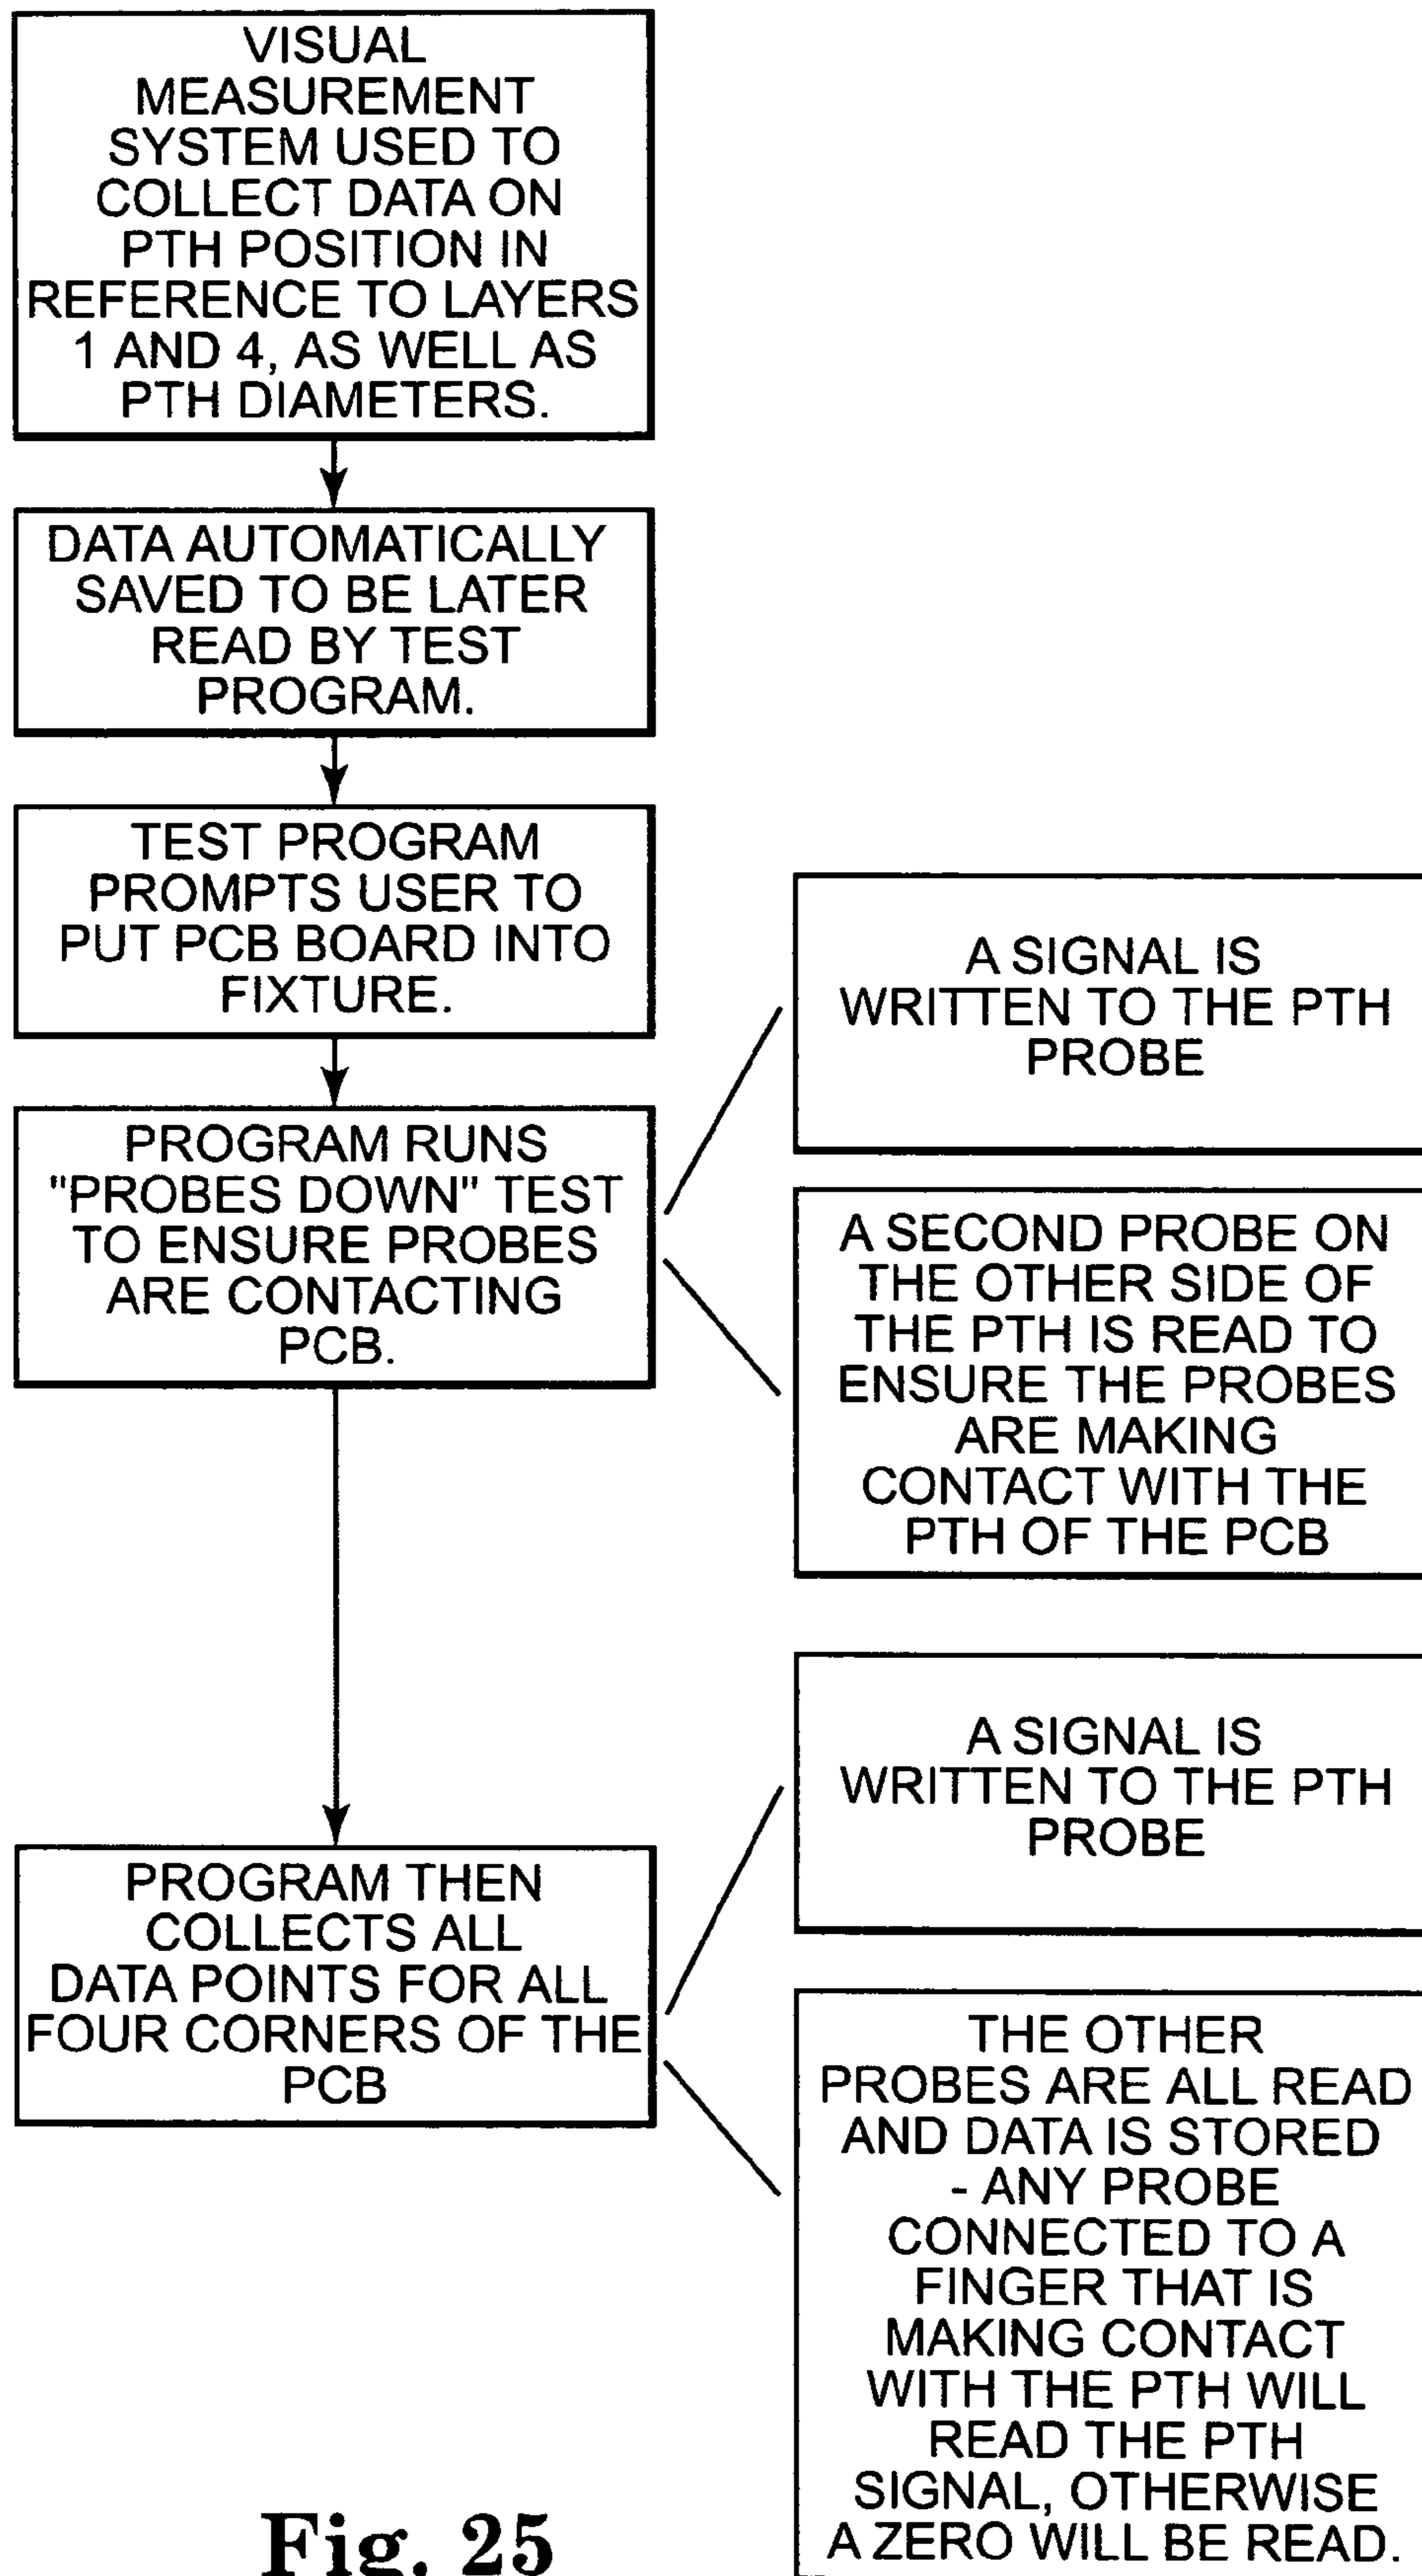 VISUAL
MEASUREMENT
SYSTEM USED TO
COLLECT DATA ON
PTH POSITION IN
REFERENCE TO LAYERS
1 AND 4, AS WELL AS
PTH DIAMETERS.
DATA AUTOMATICALLY
SAVED TO BE LATER
READ BY TEST
PROGRAM.
TEST PROGRAM
PROMPTS USER TO
PUT PCB BOARD INTO
FIXTURE.
PROGRAM RUNS
"PROBES DOWN" TEST
TO ENSURE PROBES
ARE CONTACTING
PCB.
A SIGNAL IS
WRITTEN TO THE PTH
PROBE
A SECOND PROBE ON
THE OTHER SIDE OF
THE PTH IS READ TO
ENSURE THE PROBES
ARE MAKING
CONTACT WITH THE
PTH OF THE PCB
PROGRAM THEN
COLLECTS ALL
DATA POINTS FOR ALL
FOUR CORNERS OF THE
PCB
A SIGNAL IS
WRITTEN TO THE PTH
PROBE
THE OTHER
PROBES ARE ALL READ
AND DATA IS STORED
- ANY PROBE
CONNECTED TO A
FINGER THAT IS
MAKING CONTACT
WITH THE PTH WILL
READ THE PTH
SIGNAL, OTHERWISE
A ZERO WILL BE READ.
Fig. 25